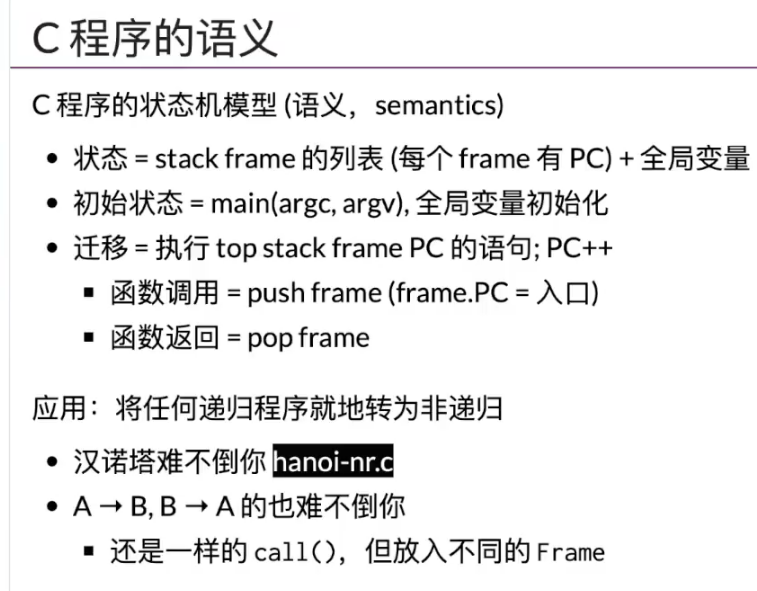 C 程序的语义
C 程序的状态机模型 (语义，semantics)
• 状态 = stack frame 的列表 (每个 frame 有 PC) + 全局变量
• 初始状态 = main(argc, argv), 全局变量初始化
• 迁移 = 执行 top stack frame PC 的语句; PC++
▪ 函数调用 = push frame (frame.PC = 入口)
▪ 函数返回 = pop frame
应用：将任何递归程序就地转为非递归
• 汉诺塔难不倒你 hanoi-nr.c
• A → B, B → A 的也难不倒你
▪ 还是一样的 call()，但放入不同的 Frame